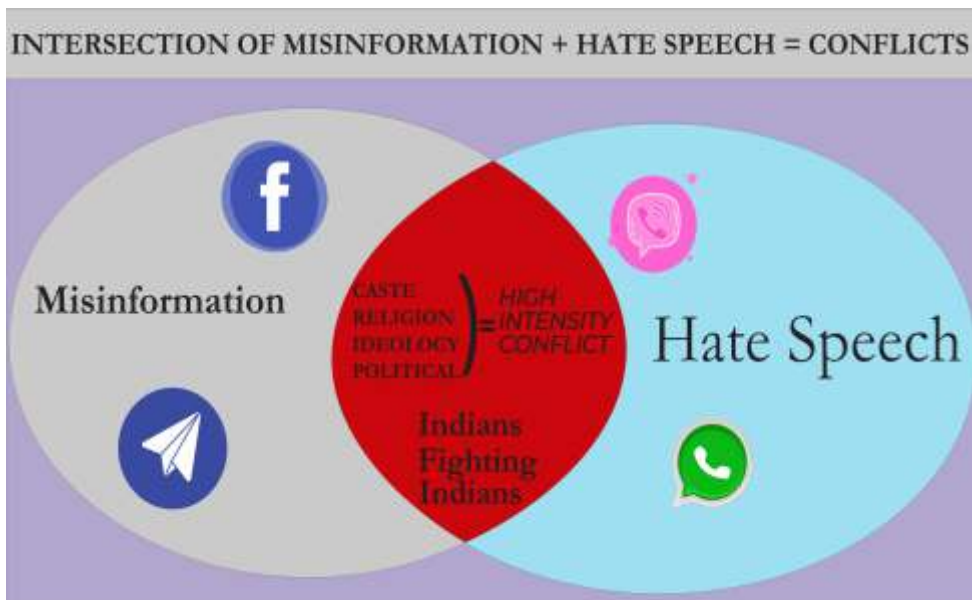 INTERSECTION OF MISINFORMATION + HATE SPEECH = CONFLICTS
Misinformation
CASTE
RELIGION
IDEOLOGY
POLITICAL
) =
HIGH
INTENSITY
CONFLICT
Indians
Fighting
Indians
Hate Speech